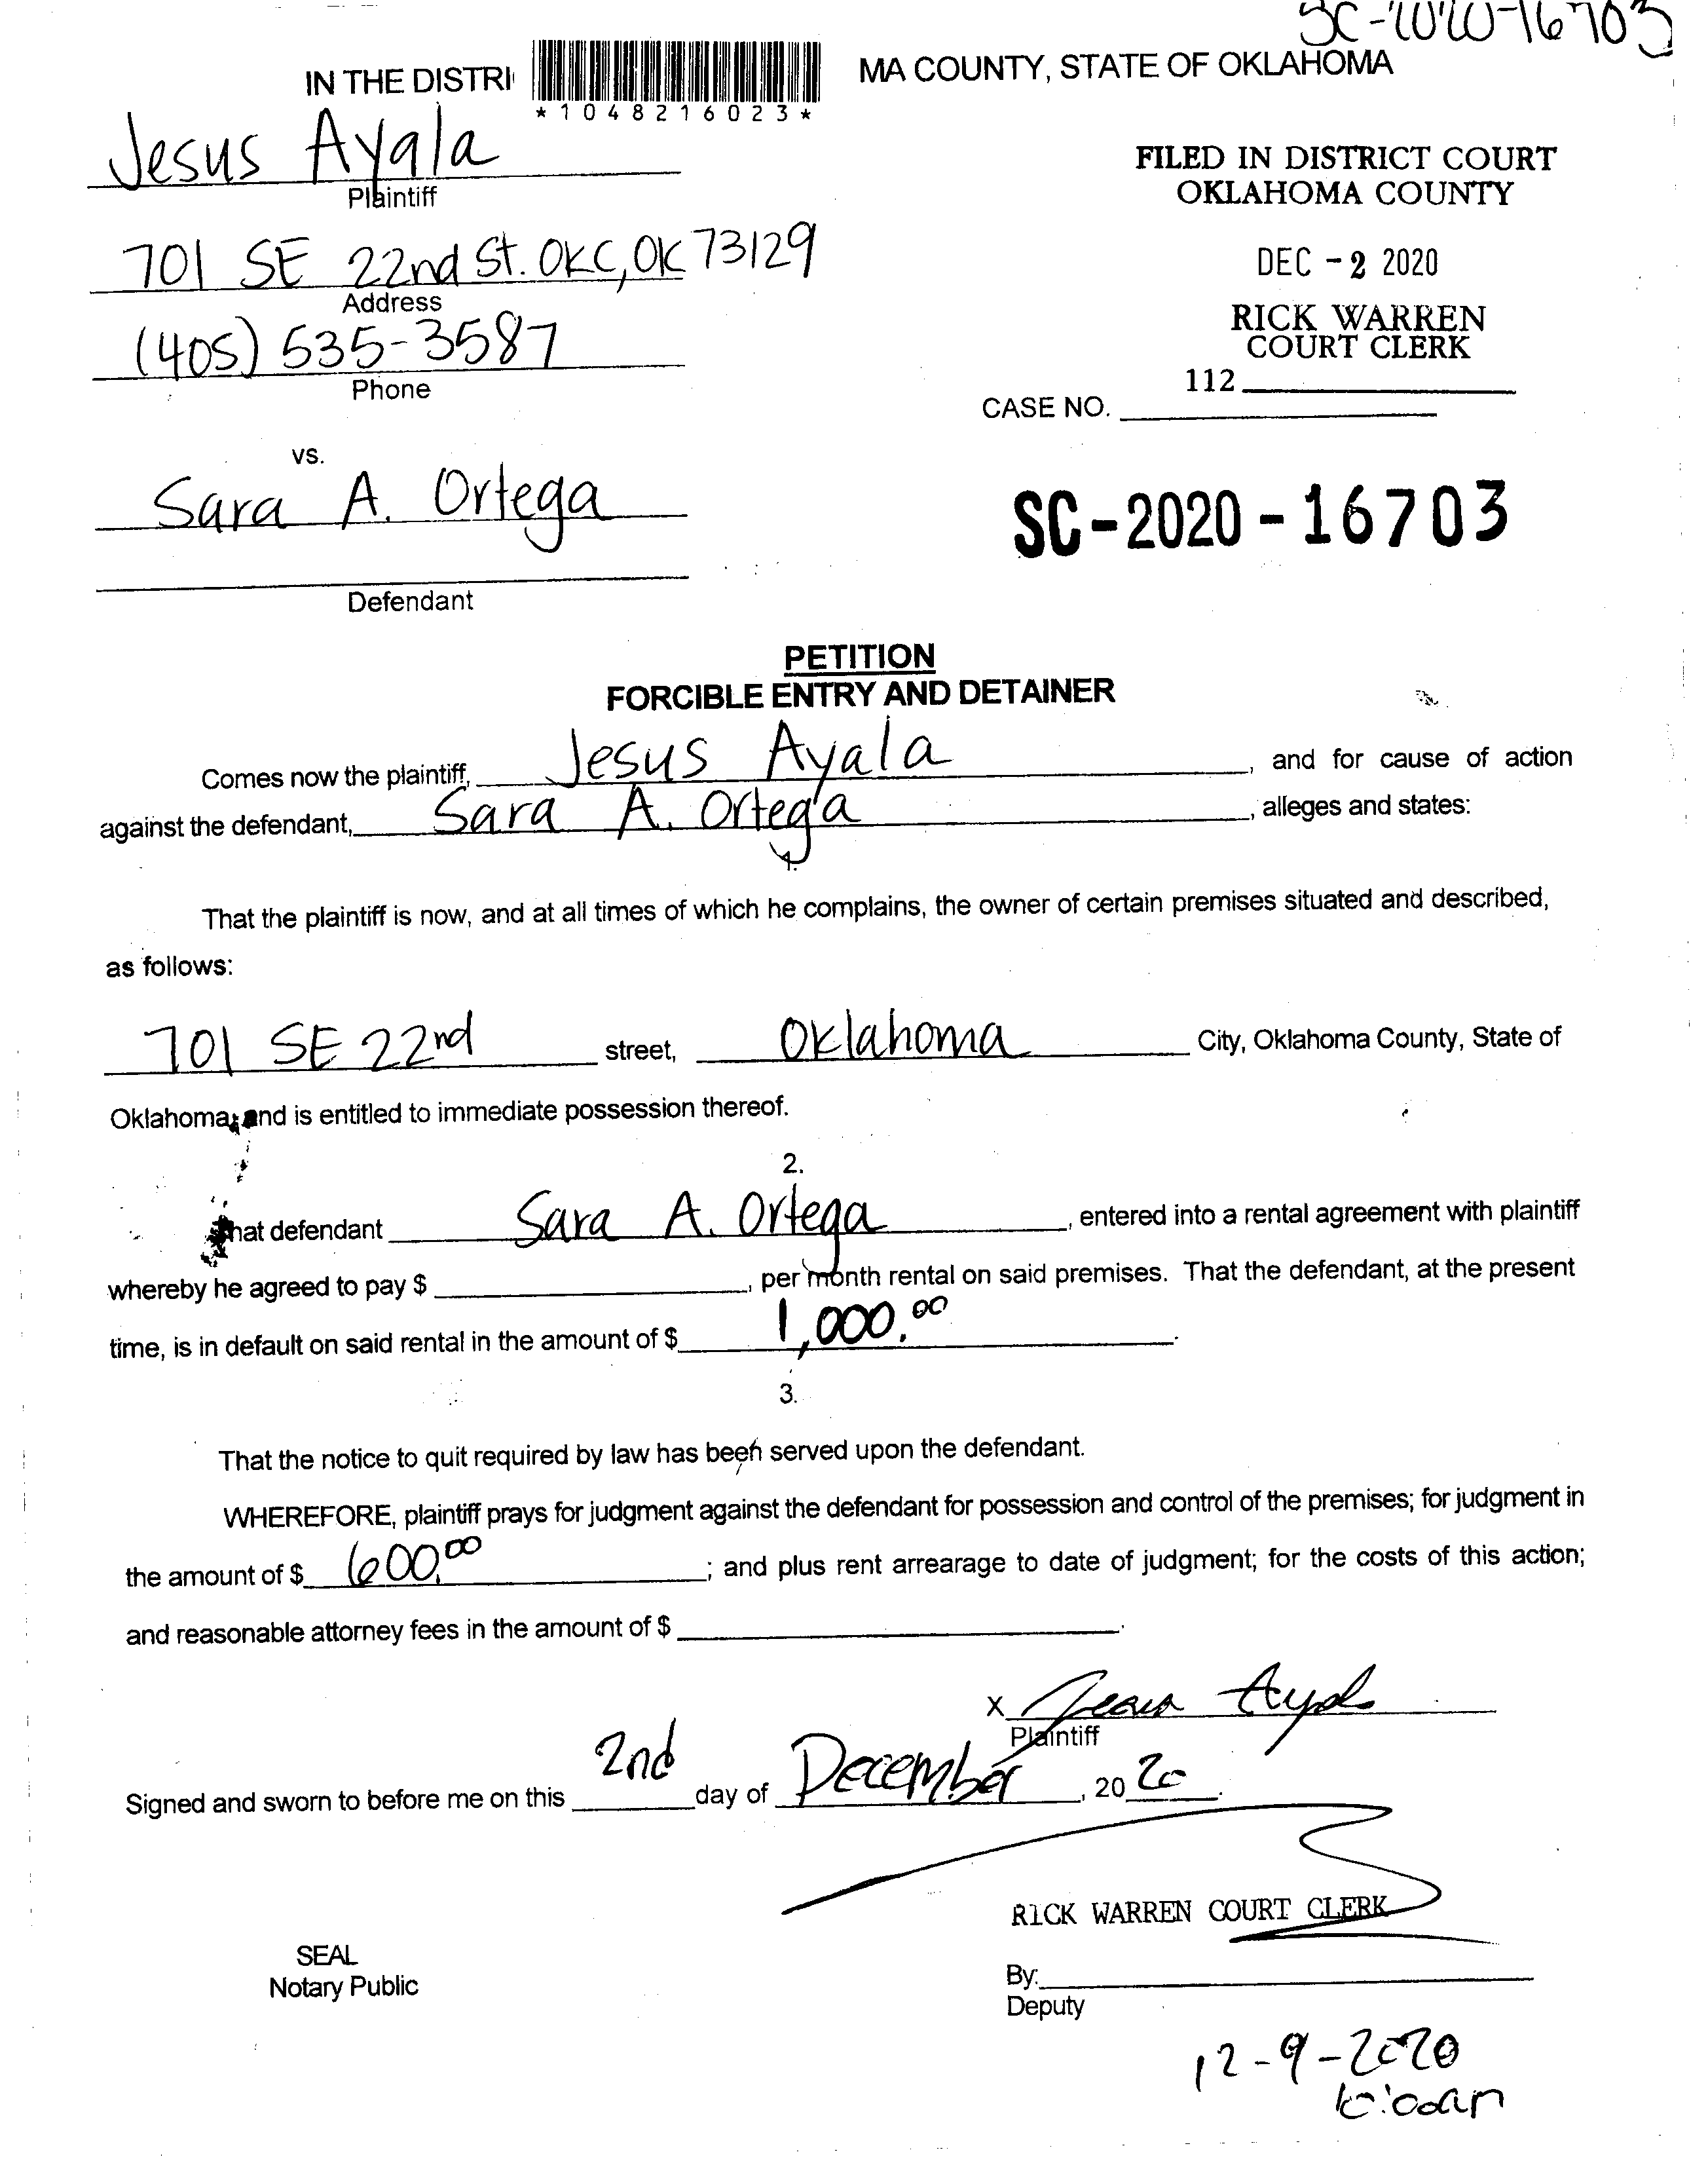 SC-2020-16703
IN THE DISTRI MA COUNTY, STATE OF OKLAHOMA
*1048216023*
Jesus Ayala
Plaintiff
FILED IN DISTRICT COURT
OKLAHOMA COUNTY
701 SE 22nd St. OKC, OK 73129
Address
DEC - 2 2020
(405) 535-3587
Phone
RICK WARREN
COURT CLERK
112
CASE NO.
vs.
Sara A. Ortega
SC-2020-16703
Defendant
PETITION
FORCIBLE ENTRY AND DETAINER
Comes now the plaintiff, Jesus Ayala, and for cause of action
against the defendant, Sara A. Ortega, alleges and states:
1.
That the plaintiff is now, and at all times of which he complains, the owner of certain premises situated and described,
as follows:
701 SE 22nd street, Oklahoma City, Oklahoma County, State of
Oklahoma; and is entitled to immediate possession thereof.
2.
That defendant Sara A. Ortega, entered into a rental agreement with plaintiff
whereby he agreed to pay $ , per month rental on said premises. That the defendant, at the present
time, is in default on said rental in the amount of $ 1,000.00.
3.
That the notice to quit required by law has been served upon the defendant.
WHEREFORE, plaintiff prays for judgment against the defendant for possession and control of the premises; for judgment in
the amount of $ 600.00; and plus rent arrearage to date of judgment; for the costs of this action;
and reasonable attorney fees in the amount of $ .
X Jesus Ayala
Plaintiff
Signed and sworn to before me on this 2nd day of December, 2020.
RICK WARREN COURT CLERK
SEAL
Notary Public
By:
Deputy
12-9-2020
10:00am